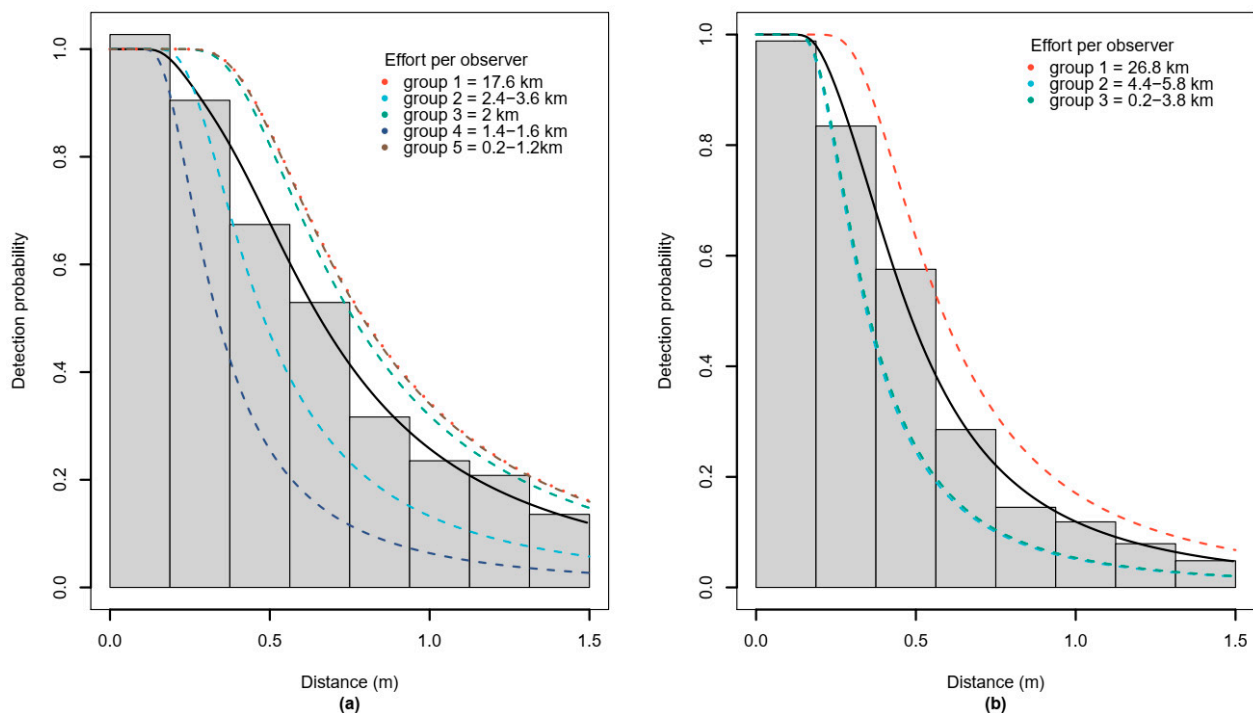 Detection probability
0.0
0.2
0.4
0.6
0.8
1.0
Effort per observer
group 1 = 17.6 km
group 2 = 2.4−3.6 km
group 3 = 2 km
group 4 = 1.4−1.6 km
group 5 = 0.2−1.2km
0.0
0.5
1.0
1.5
Distance (m)
(a)
Detection probability
0.0
0.2
0.4
0.6
0.8
1.0
Effort per observer
group 1 = 26.8 km
group 2 = 4.4−5.8 km
group 3 = 0.2−3.8 km
0.0
0.5
1.0
1.5
Distance (m)
(b)